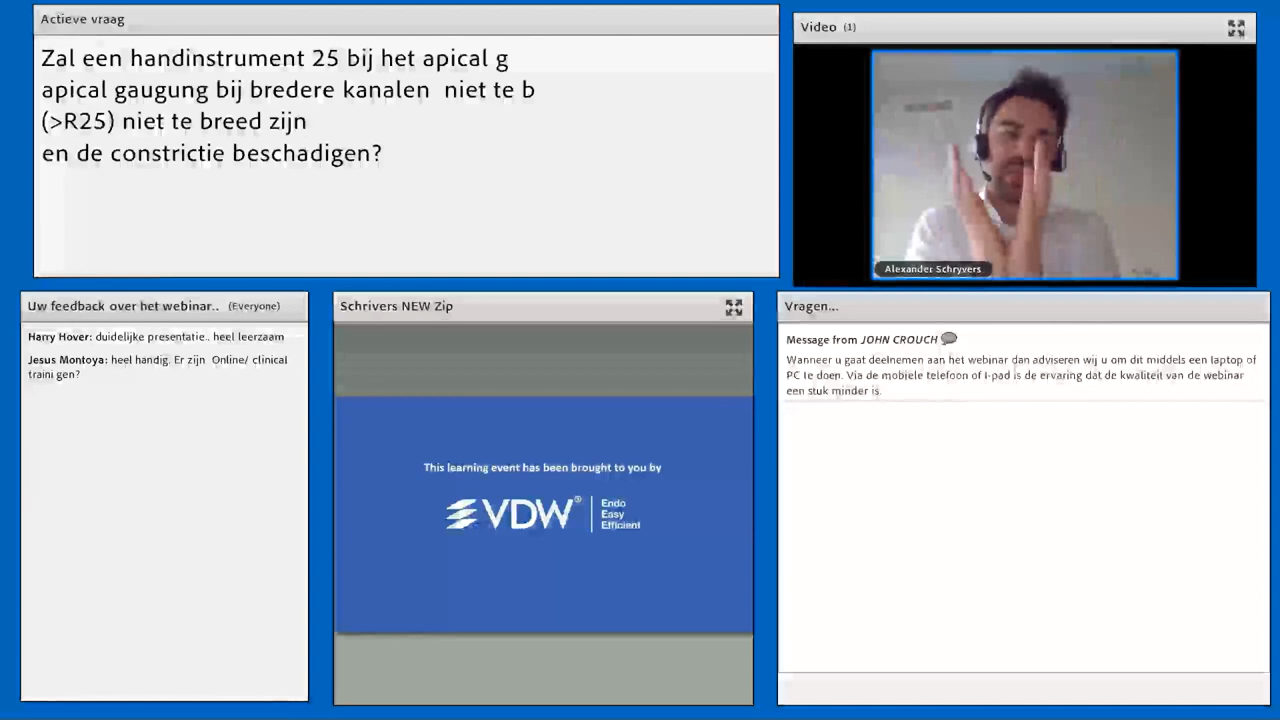 Actieve vraag
Zal een handinstrument 25 bij het apical g
apical gaugung bij bredere kanalen niet te b
(>R25) niet te breed zijn
en de constrictie beschadigen?
Video (1)
Alexander Schryvers
Uw feedback over het webinar.. (Everyone)
Harry Hover: duidelijke presentatie.. heel leerzaam
Jesus Montoya: heel handig. Er zijn Online/ clinical
traini gen?
Schrivers NEW Zip
This learning event has been brought to you by
VDW®
Endo
Easy
Efficient
Vragen...
Message from JOHN CROUCH
Wanneer u gaat deelnemen aan het webinar dan adviseren wij u om dit middels een laptop of
PC te doen. Via de mobiele telefoon of I-pad is de ervaring dat de kwaliteit van de webinar
een stuk minder is.